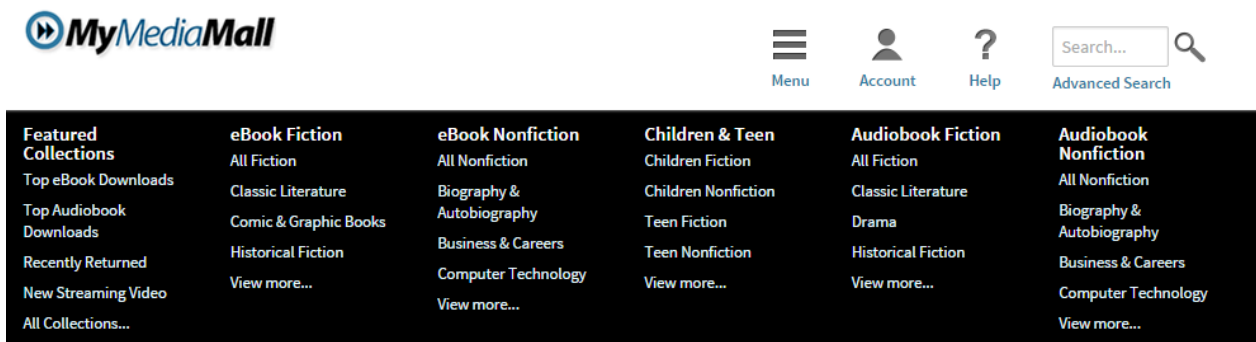 MyMediaMall
Menu
Account
?
Help
Search...
Advanced Search
Featured
Collections
Top eBook Downloads
Top Audiobook
Downloads
Recently Returned
New Streaming Video
All Collections...
eBook Fiction
All Fiction
Classic Literature
Comic & Graphic Books
Historical Fiction
View more...
eBook Nonfiction
All Nonfiction
Biography &
Autobiography
Business & Careers
Computer Technology
View more...
Children & Teen
Children Fiction
Children Nonfiction
Teen Fiction
Teen Nonfiction
View more...
Audiobook Fiction
All Fiction
Classic Literature
Drama
Historical Fiction
View more...
Audiobook
Nonfiction
All Nonfiction
Biography &
Autobiography
Business & Careers
Computer Technology
View more...